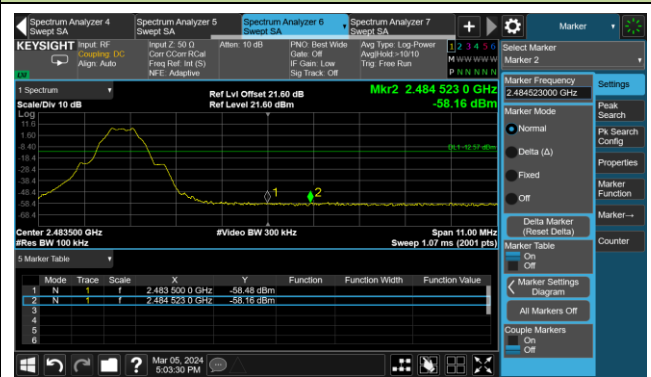 Spectrum Analyzer 4
Swept SA
Spectrum Analyzer 5
Swept SA
Spectrum Analyzer 6
Swept SA
Spectrum Analyzer 7
Swept SA
Marker
KEYSIGHT
Input: RF
Coupling: DC
Align: Auto
Input Z: 50 Ω
Corr CCorr RCal
Freq Ref: Int (S)
NFE: Adaptive
Atten: 10 dB
PNO: Best Wide
Gate: Off
IF Gain: Low
Sig Track: Off
Avg Type: Log-Power
Avg|Hold:>10/10
Trig: Free Run
1 2 3 4 5 6
M W W W W W
P N N N N N
LXI
Select Marker
Marker 2
1 Spectrum
Scale/Div 10 dB
Ref Lvl Offset 21.60 dB
Ref Level 21.60 dBm
Mkr2 2.484 523 0 GHz
-58.16 dBm
Log
11.6
1.60
-8.40
-18.4
-28.4
-38.4
-48.4
-58.4
-68.4
DL1 -12.57 dBm
1
2
Center 2.483500 GHz
#Res BW 100 kHz
#Video BW 300 kHz
Span 11.00 MHz
Sweep 1.07 ms (2001 pts)
5 Marker Table
Mode Trace Scale X Y Function Function Width Function Value
1 N 1 f 2.483 500 0 GHz -58.48 dBm
2 N 1 f 2.484 523 0 GHz -58.16 dBm
3
4
5
6
Marker Frequency
2.484523000 GHz
Marker Mode
Normal
Delta (Δ)
Fixed
Off
Delta Marker
(Reset Delta)
Marker Table
On
Off
Marker Settings
Diagram
All Markers Off
Couple Markers
On
Off
Settings
Peak
Search
Pk Search
Config
Properties
Marker
Function
Marker→
Counter
?
Mar 05, 2024
5:03:30 PM